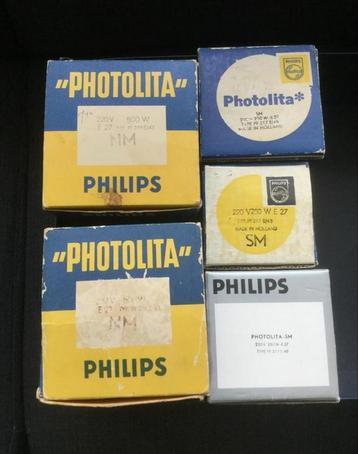 "PHOTOLITA"
220V 500W
E 27
NM
PHILIPS
"PHOTOLITA"
E 27
NM
PHILIPS
PHILIPS
Photolita*
SM
MADE IN HOLLAND
PHILIPS
220 V 250 W E 27
MADE IN HOLLAND
SM
PHILIPS
PHOTOLITA-SM